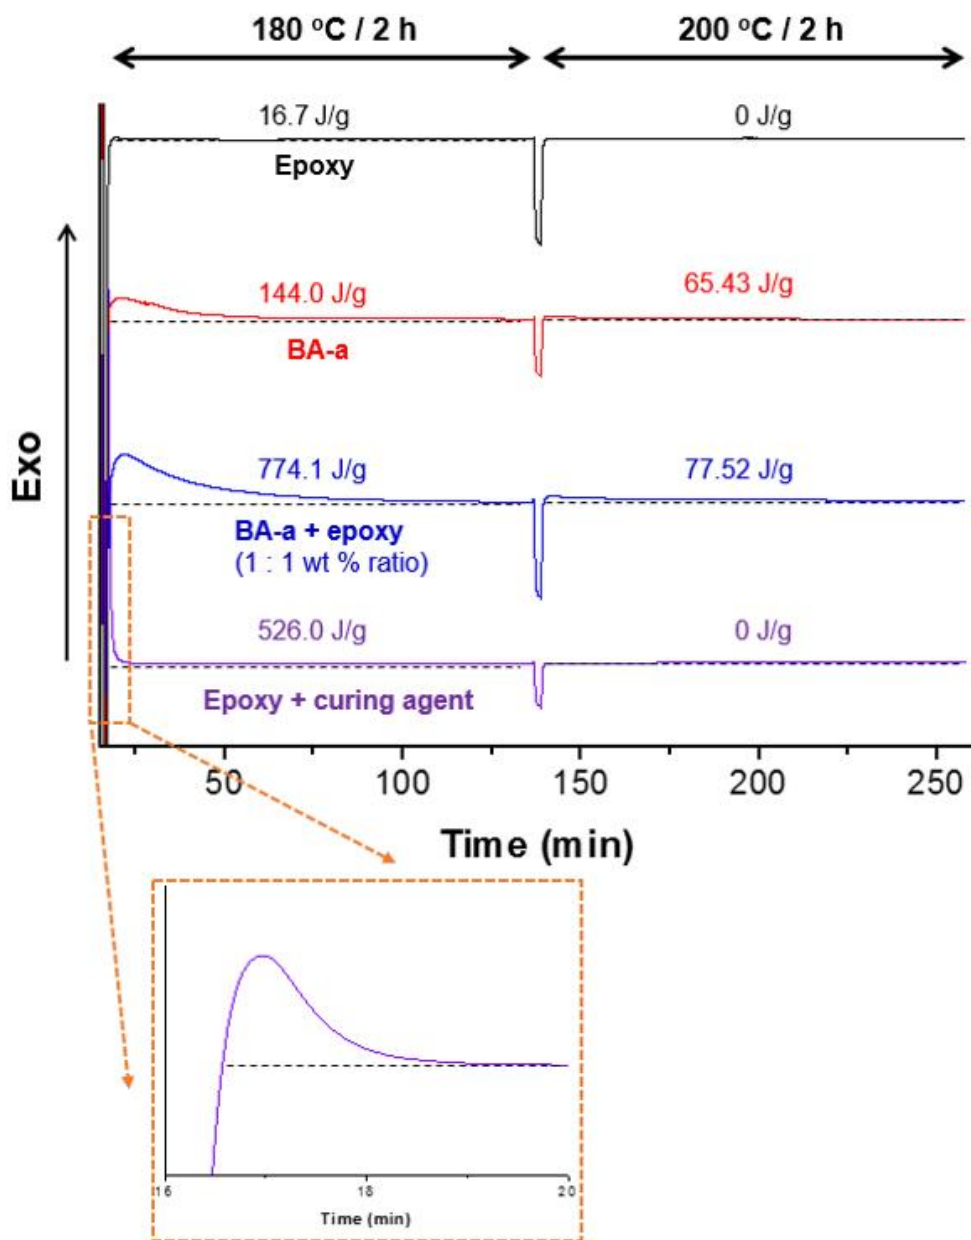 180 °C / 2 h
200 °C / 2 h
16.7 J/g
0 J/g
Epoxy
144.0 J/g
65.43 J/g
BA-a
Exo
774.1 J/g
77.52 J/g
BA-a + epoxy
(1 : 1 wt % ratio)
526.0 J/g
0 J/g
Epoxy + curing agent
50
100
150
200
250
Time (min)
16
18
20
Time (min)